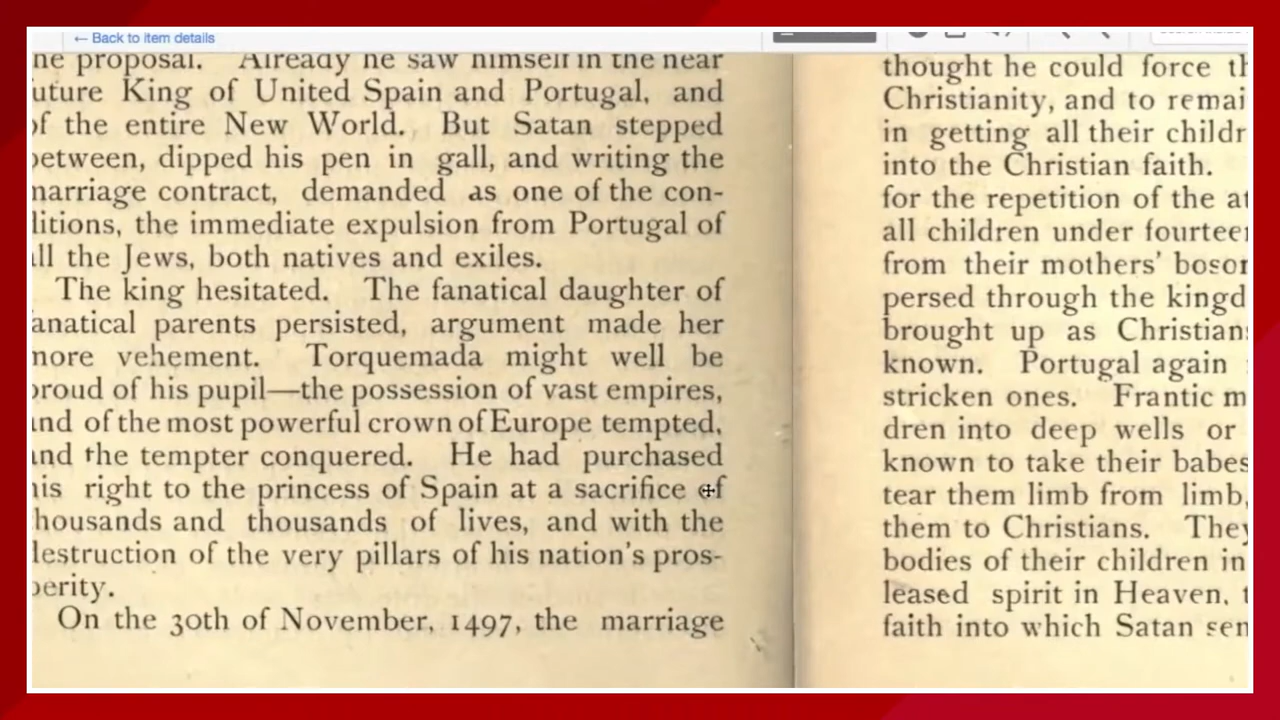 ← Back to item details
he proposal. Already he saw himself in the near
uture King of United Spain and Portugal, and
of the entire New World. But Satan stepped
between, dipped his pen in gall, and writing the
marriage contract, demanded as one of the con-
litions, the immediate expulsion from Portugal of
all the Jews, both natives and exiles.
The king hesitated. The fanatical daughter of
anatical parents persisted, argument made her
more vehement. Torquemada might well be
proud of his pupil—the possession of vast empires,
and of the most powerful crown of Europe tempted,
and the tempter conquered. He had purchased
his right to the princess of Spain at a sacrifice of
housands and thousands of lives, and with the
lestruction of the very pillars of his nation's pros-
perity.
On the 30th of November, 1497, the marriage
thought he could force th
Christianity, and to remai
in getting all their childr
into the Christian faith.
for the repetition of the at
all children under fourteen
from their mothers' bosor
persed through the kingd
brought up as Christian
known. Portugal again
stricken ones. Frantic m
dren into deep wells or
known to take their babes
tear them limb from limb,
them to Christians. They
bodies of their children in
leased spirit in Heaven, t
faith into which Satan sen